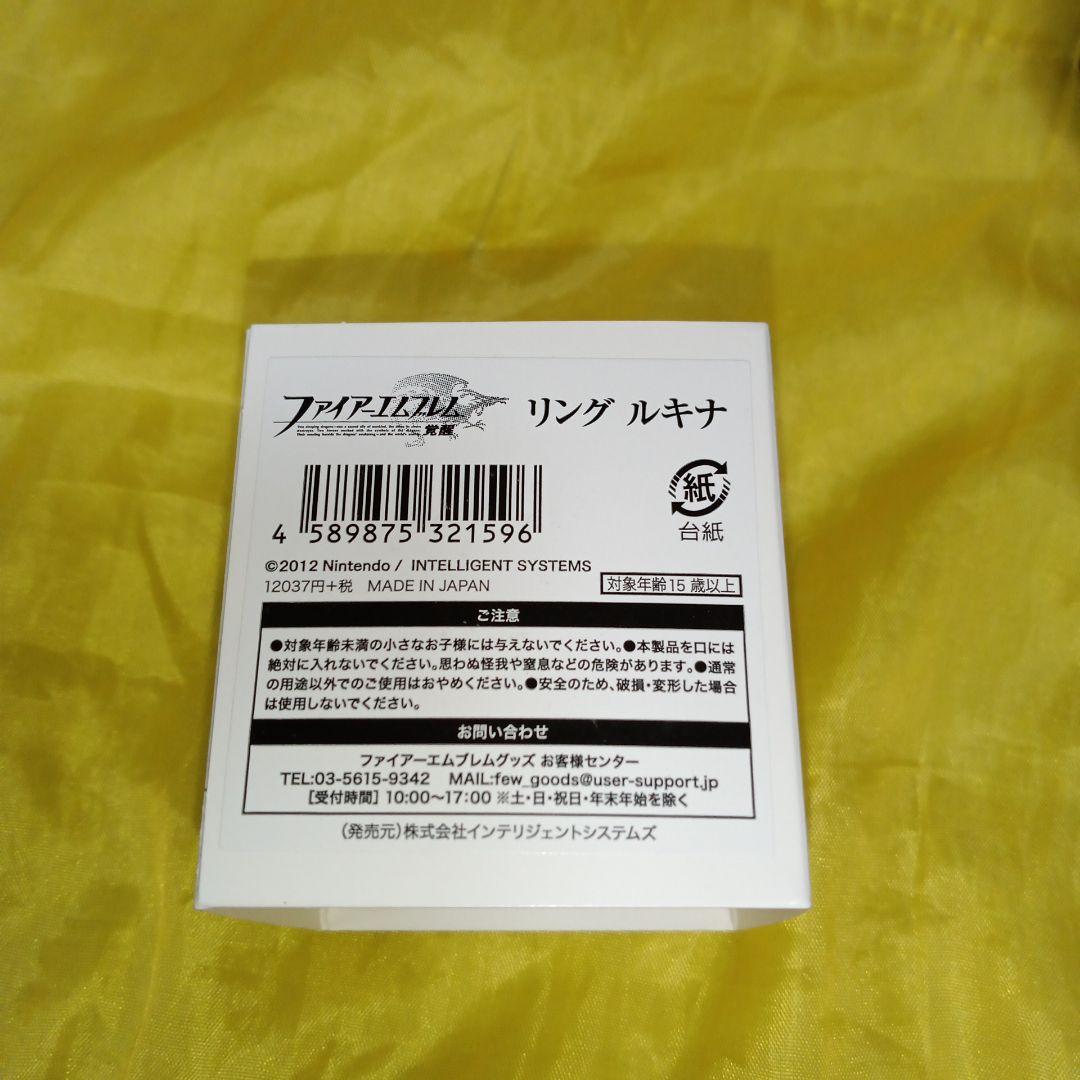 ファイアーエムブレム
覚醒
リング ルキナ
紙
台紙
4 589875 321596
©2012 Nintendo / INTELLIGENT SYSTEMS
12037円+税 MADE IN JAPAN
対象年齢15歳以上
ご注意
●対象年齢未満の小さなお子様には与えないでください。●本製品を口には
絶対に入れないでください。思わぬ怪我や窒息などの危険があります。●通常
の用途以外でのご使用はおやめください。●安全のため、破損・変形した場合
は使用しないでください。
お問い合わせ
ファイアーエムブレムグッズ お客様センター
TEL:03-5615-9342 MAIL:few_goods@user-support.jp
［受付時間］10:00〜17:00 ※土・日・祝日・年末年始を除く
（発売元）株式会社インテリジェントシステムズ